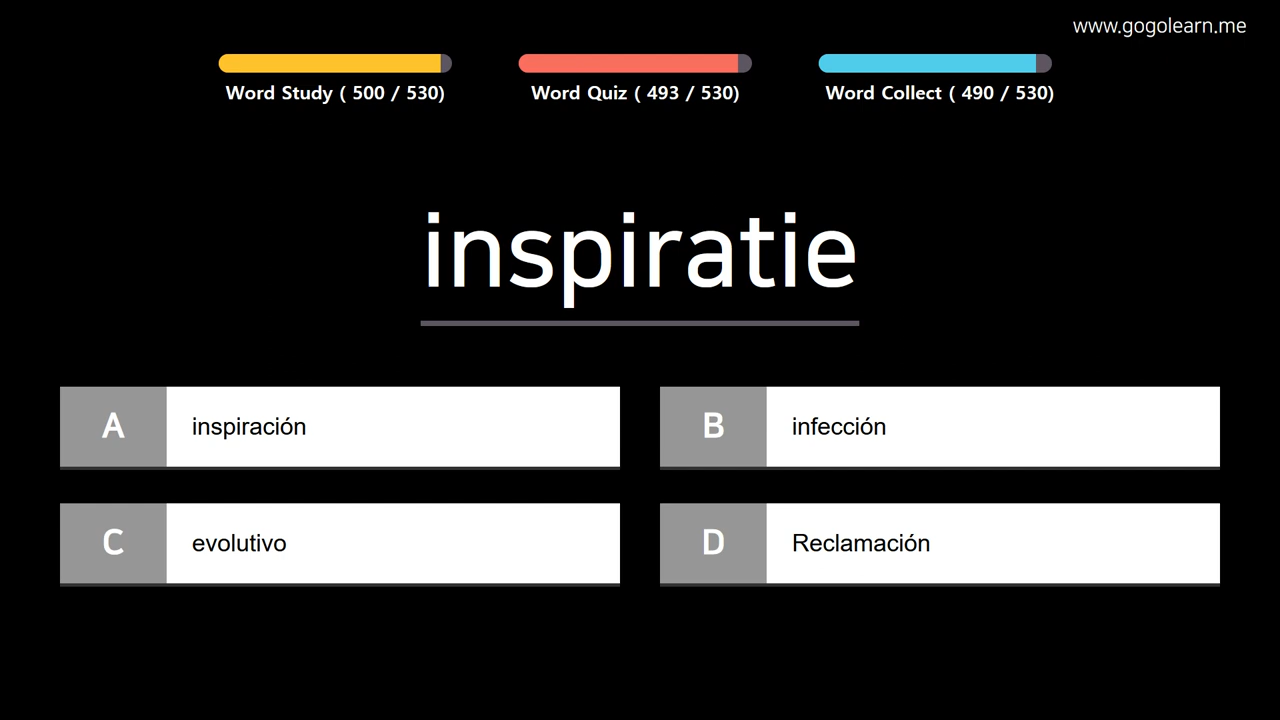 www.gogolearn.me
Word Study ( 500 / 530)
Word Quiz ( 493 / 530)
Word Collect ( 490 / 530)
inspiratie
A inspiración
B infección
C evolutivo
D Reclamación